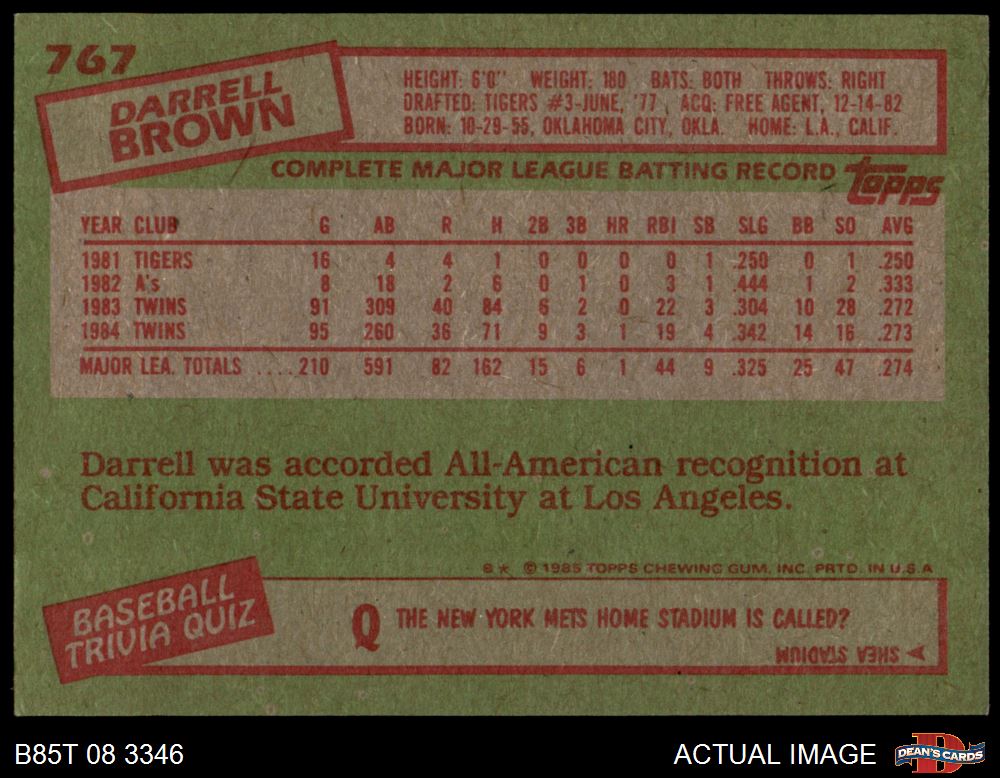 767
DARRELL
BROWN
HEIGHT: 6'0" WEIGHT: 180 BATS: BOTH THROWS: RIGHT
DRAFTED: TIGERS #3-JUNE, '77 ACQ: FREE AGENT, 12-14-82
BORN: 10-29-55, OKLAHOMA CITY, OKLA. HOME: L.A., CALIF.
COMPLETE MAJOR LEAGUE BATTING RECORD topps
YEAR CLUB G AB R H 2B 3B HR RBI SB SLG BB SO AVG
1981 TIGERS 16 4 4 1 0 0 0 0 1 .250 0 1 .250
1982 A's 8 18 2 6 0 1 0 3 1 .444 1 2 .333
1983 TWINS 91 309 40 84 6 2 0 22 3 .304 10 28 .272
1984 TWINS 95 260 36 71 9 3 1 19 4 .342 14 16 .273
MAJOR LEA. TOTALS ....210 591 82 162 15 6 1 44 9 .325 25 47 .274
Darrell was accorded All-American recognition at
California State University at Los Angeles.
6★ © 1985 TOPPS CHEWING GUM, INC. PRTD. IN U.S.A
BASEBALL
TRIVIA QUIZ
Q THE NEW YORK METS HOME STADIUM IS CALLED?
SHEA STADIUM
B85T 08 3346
ACTUAL IMAGE
D
DEAN'S CARDS